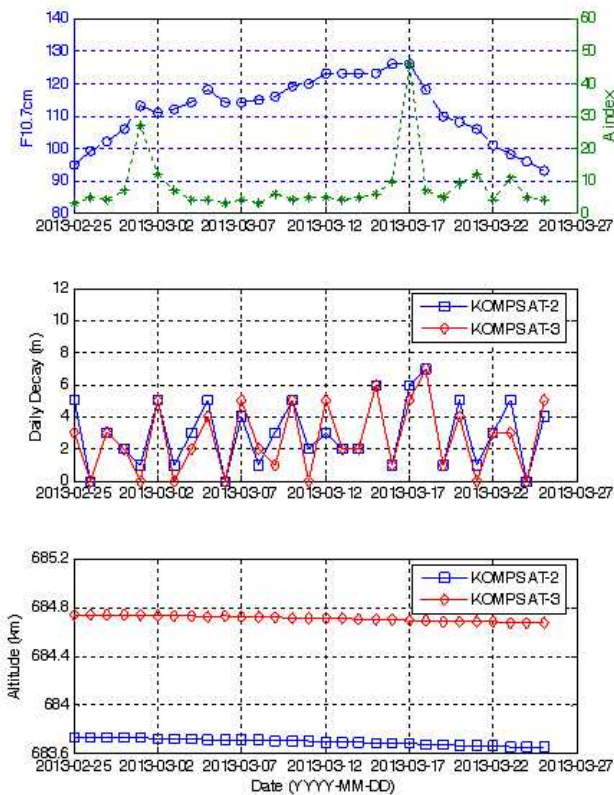 140 60
130 50
120 40
110 30
100 20
90 10
80 0
F10.7cm
A index
2013-02-25 2013-03-02 2013-03-07 2013-03-12 2013-03-17 2013-03-22 2013-03-27
12
10
8
6
4
2
0
Daily Decay (m)
KOMPSAT-2
KOMPSAT-3
2013-02-25 2013-03-02 2013-03-07 2013-03-12 2013-03-17 2013-03-22 2013-03-27
685.2
684.8
684.4
684
683.6
Altitude (km)
KOMPSAT-2
KOMPSAT-3
2013-02-25 2013-03-02 2013-03-07 2013-03-12 2013-03-17 2013-03-22 2013-03-27
Date (YYYY-MM-DD)